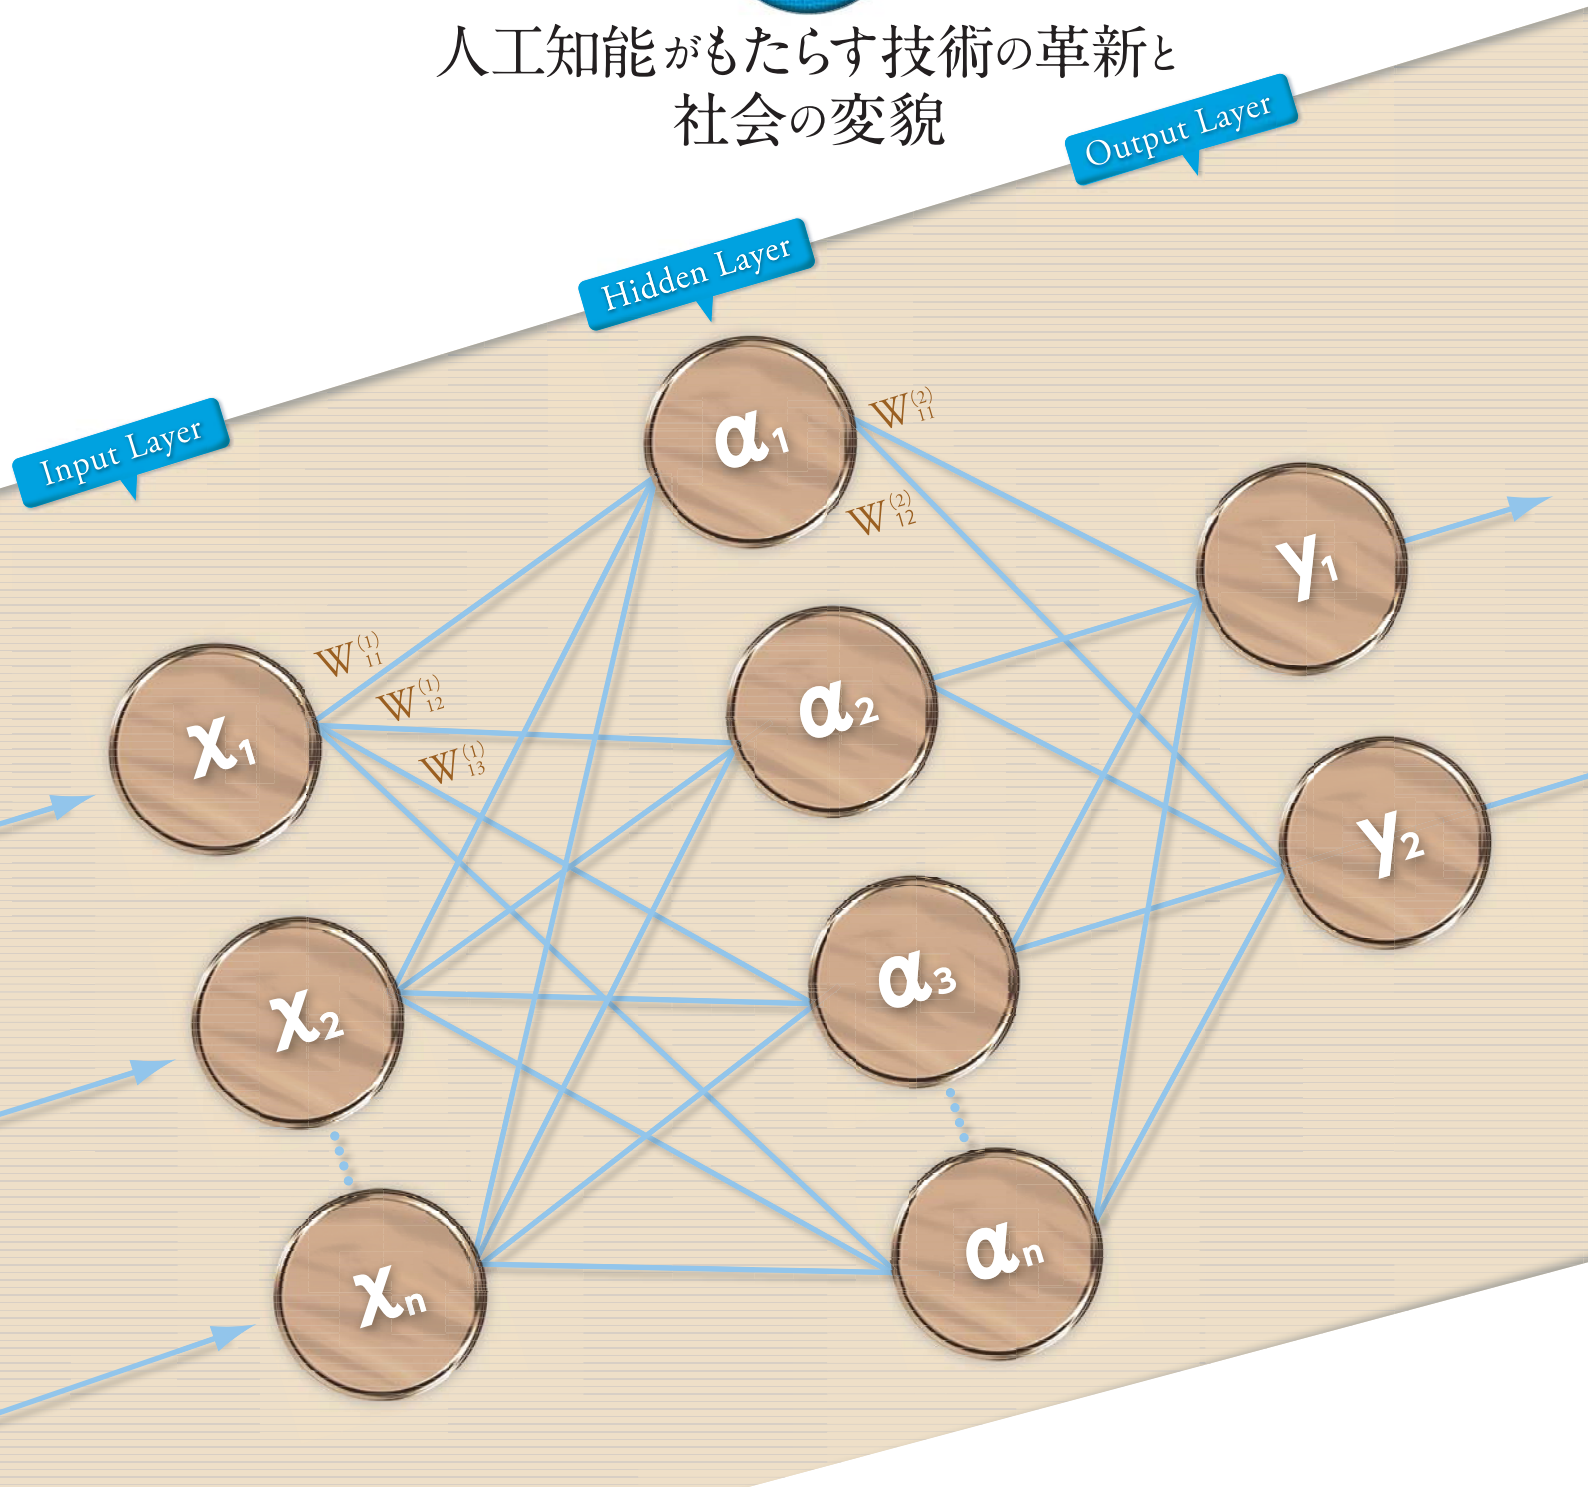 人工知能がもたらす技術の革新と
社会の変貌
Output Layer
Hidden Layer
Input Layer
α1
W(2)11
W(2)12
y1
W(1)11
W(1)12
W(1)13
x1
α2
y2
x2
α3
xn
αn